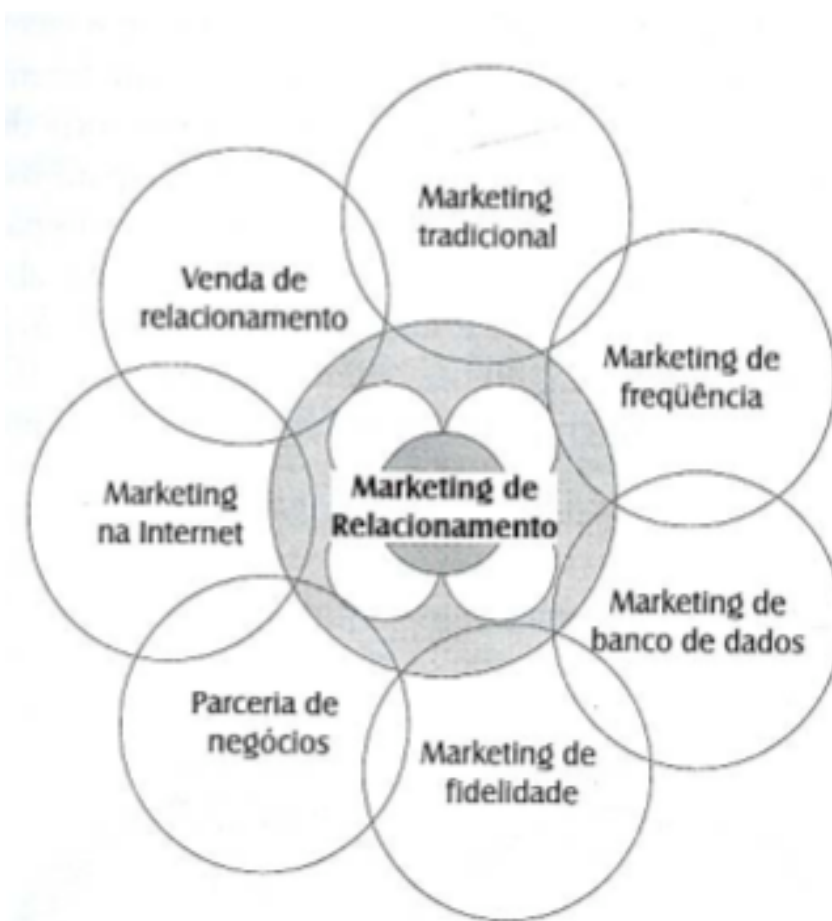 Marketing
tradicional
Venda de
relacionamento
Marketing de
freqüência
Marketing de
Relacionamento
Marketing
na Internet
Marketing de
banco de dados
Parceria de
negócios
Marketing de
fidelidade